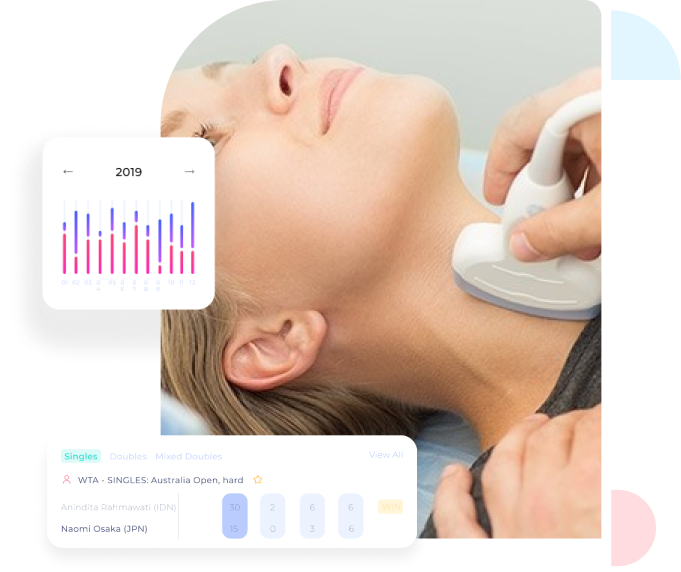 ← 2019 →
Singles Doubles Mixed Doubles View All
WTA - SINGLES: Australia Open, hard
Anindita Rahmawati (IDN) 30 2 6 6 WIN
Naomi Osaka (JPN) 15 0 3 6